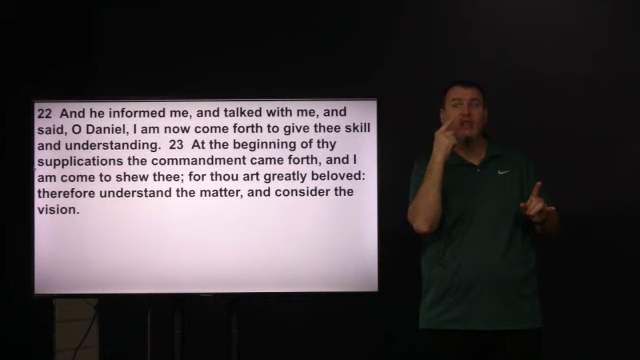 22 And he informed me, and talked with me, and
said, O Daniel, I am now come forth to give thee skill
and understanding. 23 At the beginning of thy
supplications the commandment came forth, and I
am come to shew thee; for thou art greatly beloved:
therefore understand the matter, and consider the
vision.